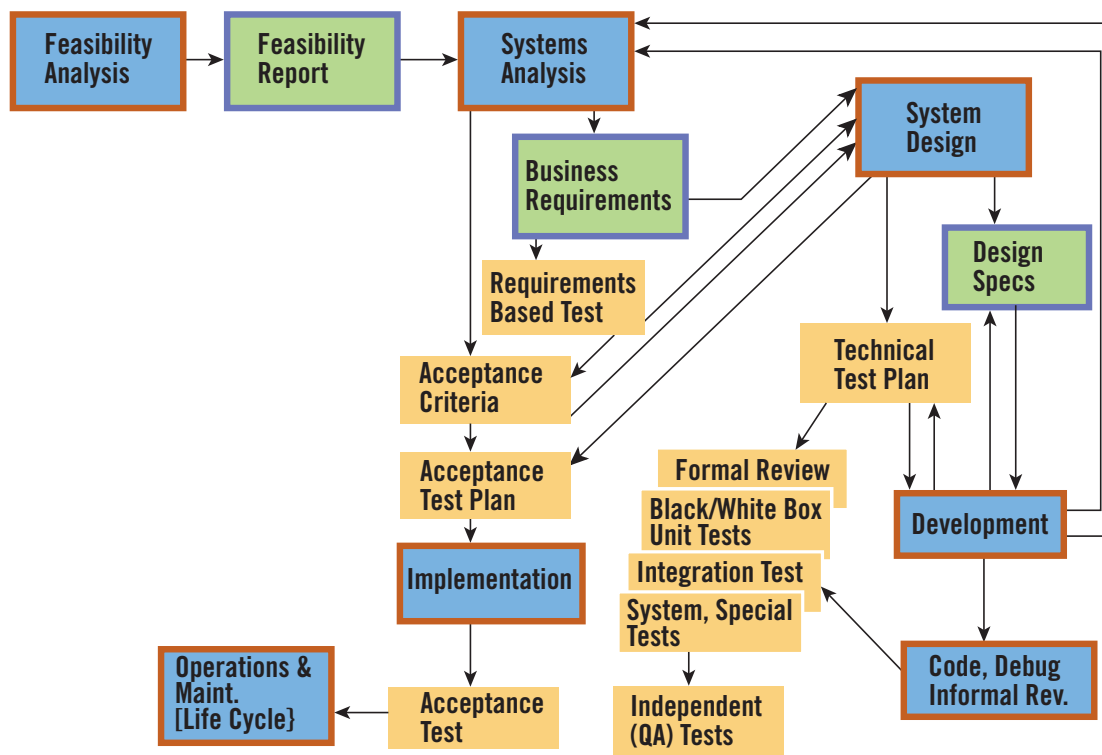 Feasibility
Analysis
Feasibility
Report
Systems
Analysis
System
Design
Business
Requirements
Design
Specs
Requirements
Based Test
Technical
Test Plan
Acceptance
Criteria
Acceptance
Test Plan
Formal Review
Black/White Box
Unit Tests
Development
Integration Test
Implementation
System, Special
Tests
Operations &
Maint.
[Life Cycle}
Acceptance
Test
Independent
(QA) Tests
Code, Debug
Informal Rev.